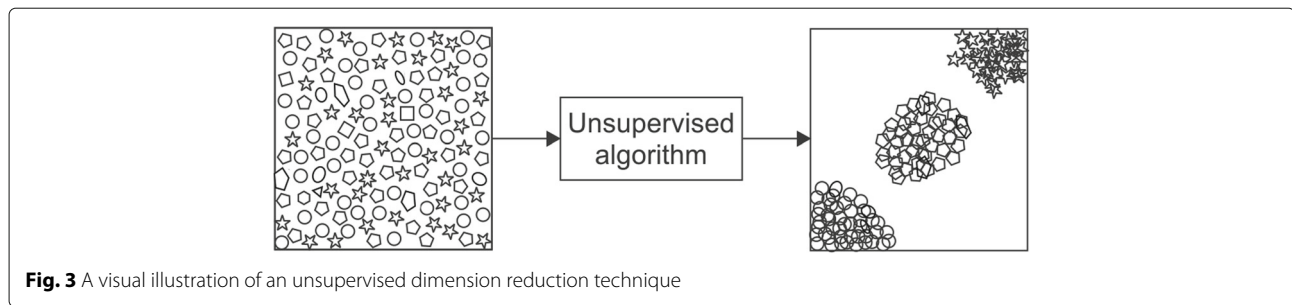 Unsupervised
algorithm
Fig. 3 A visual illustration of an unsupervised dimension reduction technique